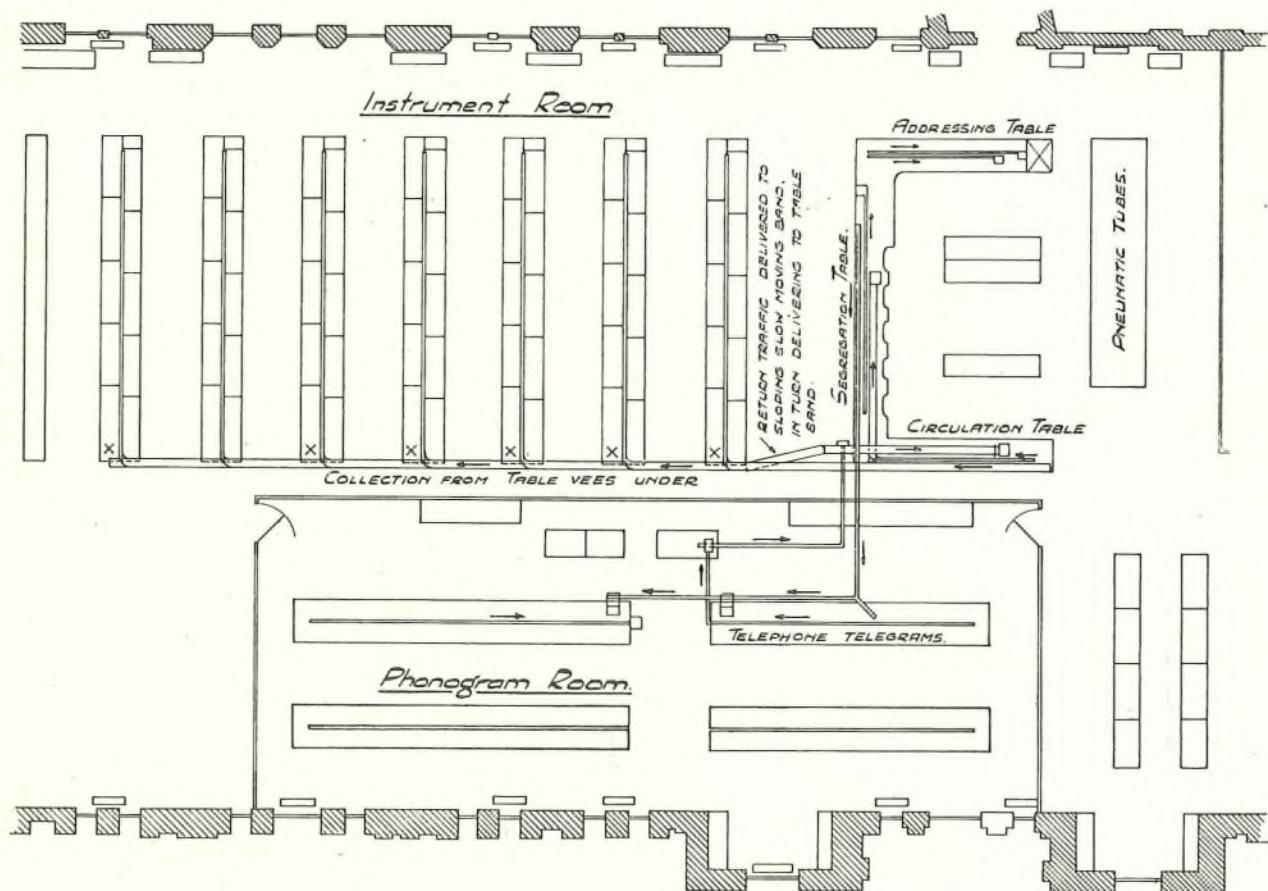 Instrument Room
ADDRESSING TABLE
RETURN TRAFFIC DELIVERED TO
SLOPING SLOW MOVING BAND,
IN TURN DELIVERING TO TABLE
BAND.
SEGREGATION TABLE.
PNEUMATIC TUBES.
CIRCULATION TABLE
X
X
X
X
X
X
COLLECTION FROM TABLE VEES UNDER
TELEPHONE TELEGRAMS.
Phonogram Room.